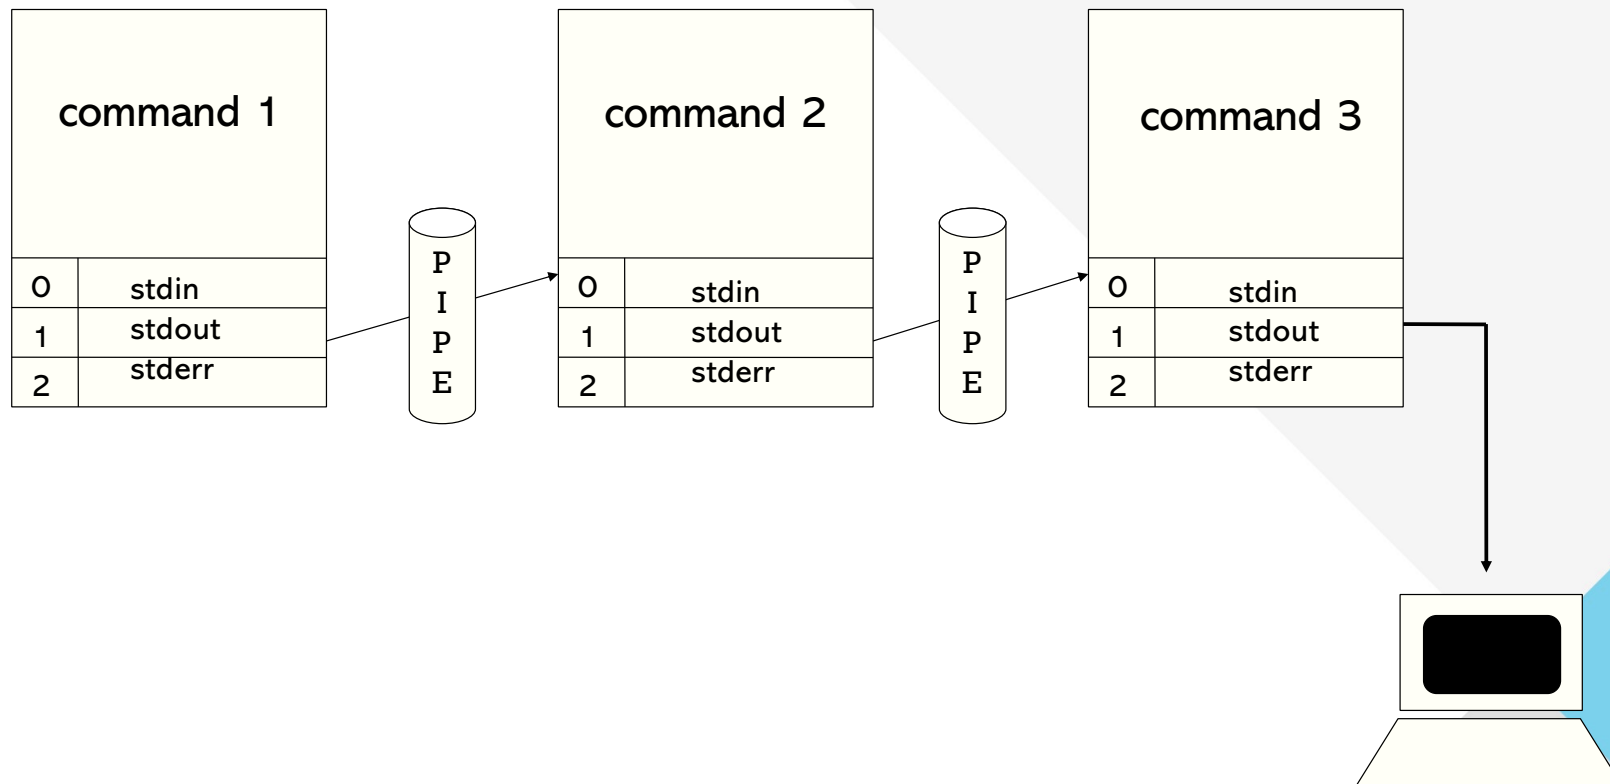 command 1
0 stdin
1 stdout
2 stderr
P
I
P
E
command 2
0 stdin
1 stdout
2 stderr
P
I
P
E
command 3
0 stdin
1 stdout
2 stderr